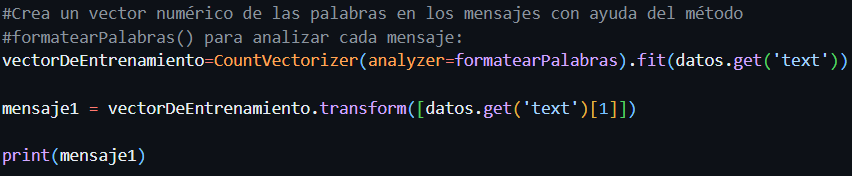 #Crea un vector numérico de las palabras en los mensajes con ayuda del método
#formatearPalabras() para analizar cada mensaje:
vectorDeEntrenamiento=CountVectorizer(analyzer=formatearPalabras).fit(datos.get('text'))
mensaje1 = vectorDeEntrenamiento.transform([datos.get('text')[1]])
print(mensaje1)